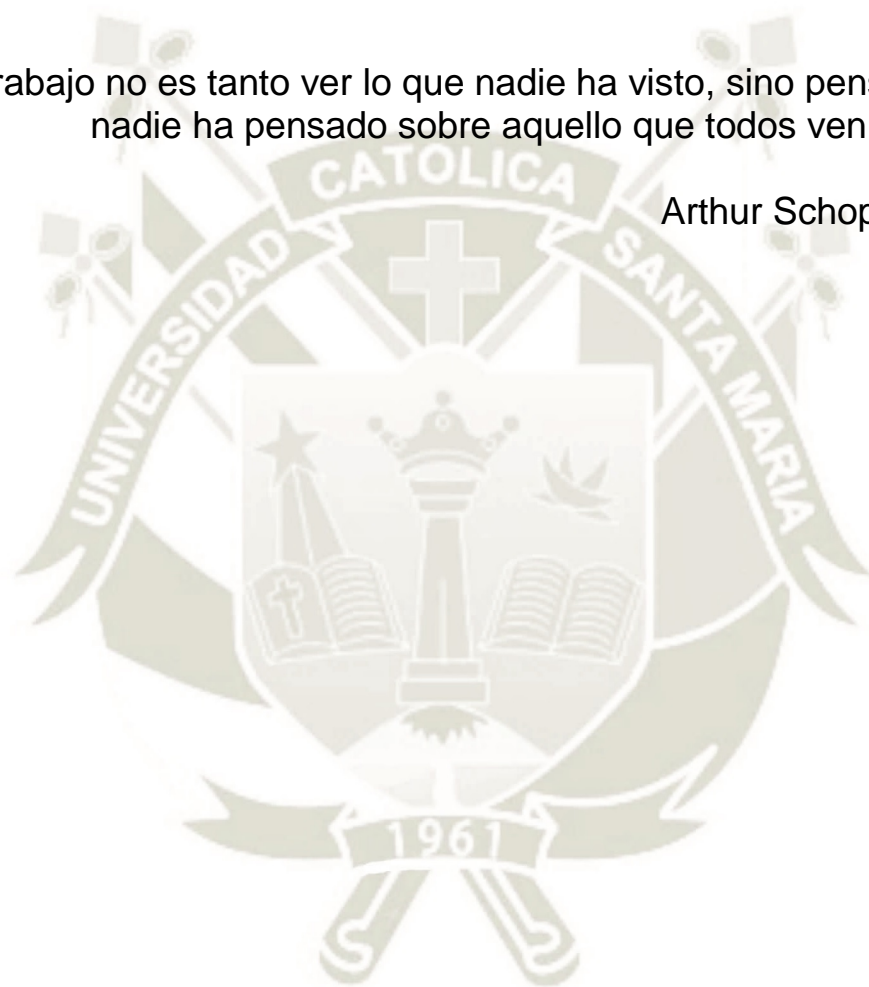 rabajo no es tanto ver lo que nadie ha visto, sino pens
nadie ha pensado sobre aquello que todos ven
Arthur Schop
CATOLICA
UNIVERSIDAD
SANTA MARIA
1961
S